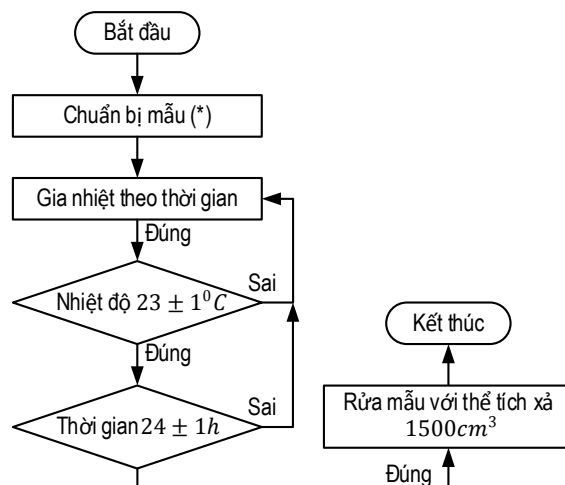 Bắt đầu
Chuẩn bị mẫu (*)
Gia nhiệt theo thời gian
Đúng
Nhiệt độ 23 ± 1⁰C
Sai
Đúng
Thời gian 24 ± 1h
Sai
Kết thúc
Rửa mẫu với thể tích xả
1500cm³
Đúng